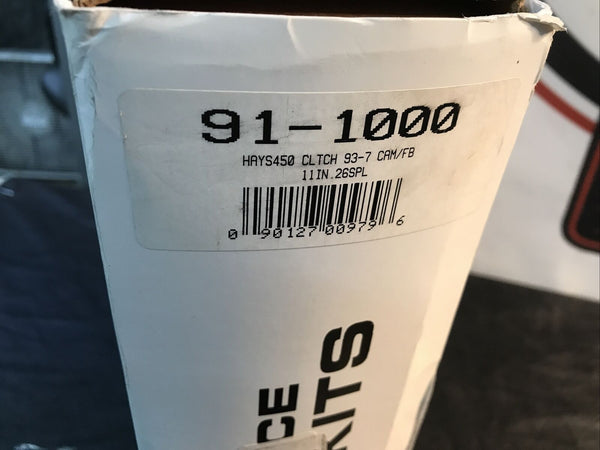 91-1000
HAYS450 CLTCH 93-7 CAM/FB
11IN.26SPL
0 90127 00979 6
CE
KITS